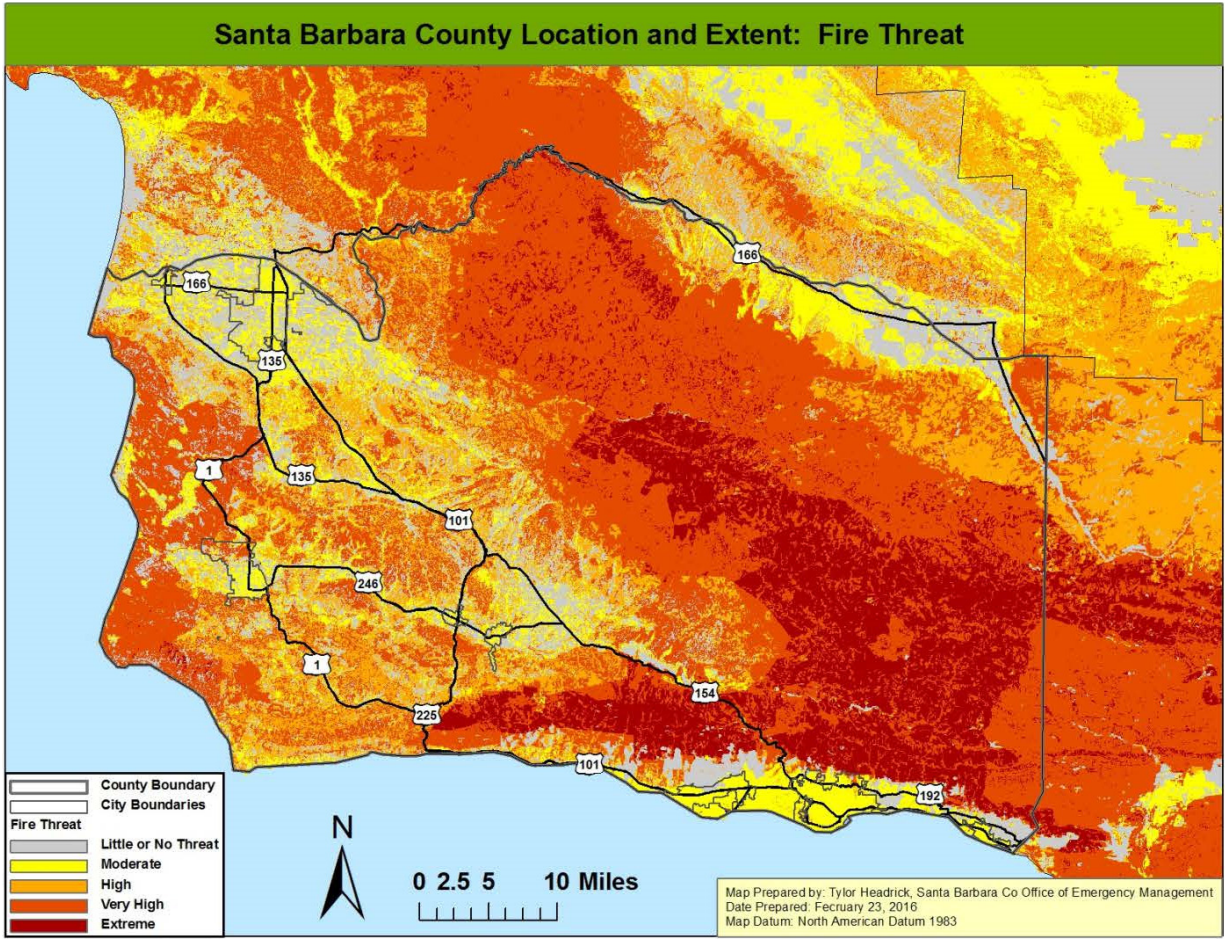 Santa Barbara County Location and Extent: Fire Threat
166
166
135
1
135
101
246
1
154
225
101
192
County Boundary
City Boundaries
Fire Threat
Little or No Threat
Moderate
High
Very High
Extreme
N
0 2.5 5 10 Miles
Map Prepared by: Tylor Headrick, Santa Barbara Co Office of Emergency Management
Date Prepared: Fecruary 23, 2016
Map Datum: North American Datum 1983